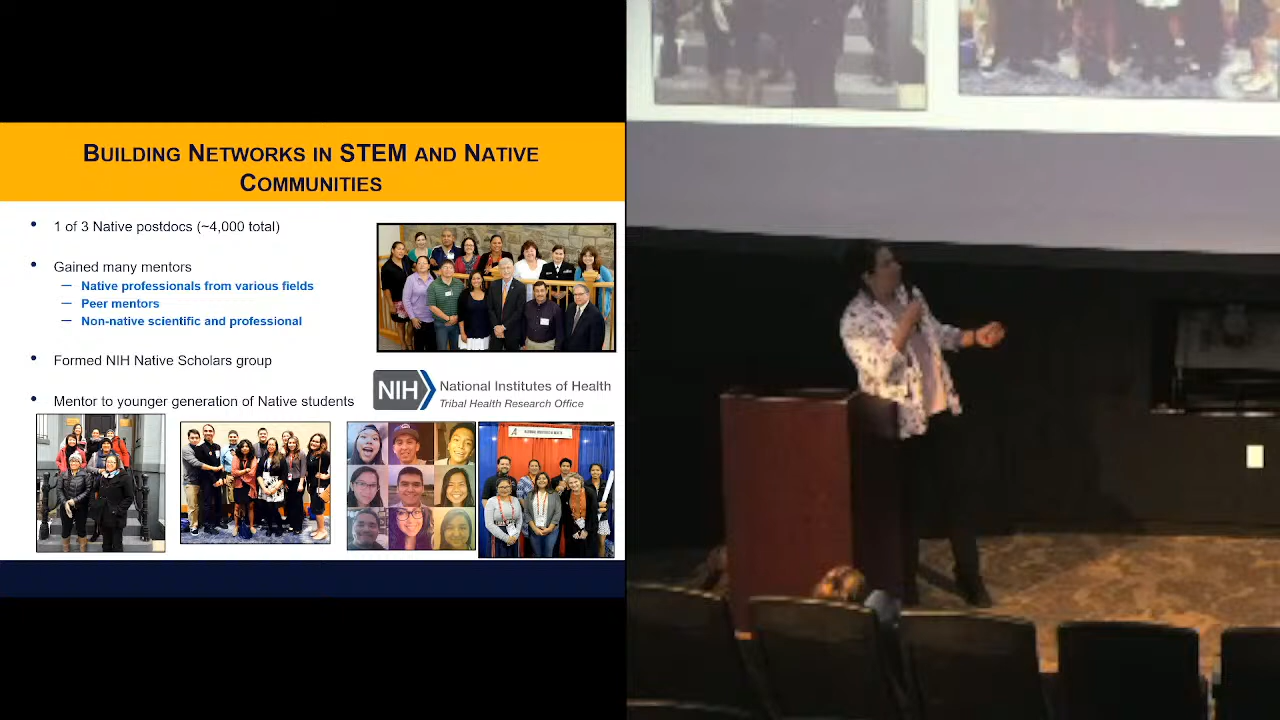 BUILDING NETWORKS IN STEM AND NATIVE
COMMUNITIES
• 1 of 3 Native postdocs (~4,000 total)
• Gained many mentors
— Native professionals from various fields
— Peer mentors
— Non-native scientific and professional
• Formed NIH Native Scholars group
• Mentor to younger generation of Native students
NIH National Institutes of Health
Tribal Health Research Office